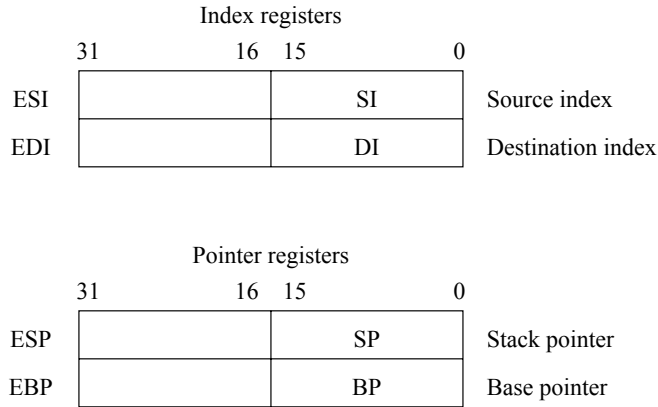 Index registers
31 16 15 0
ESI SI Source index
EDI DI Destination index
Pointer registers
31 16 15 0
ESP SP Stack pointer
EBP BP Base pointer